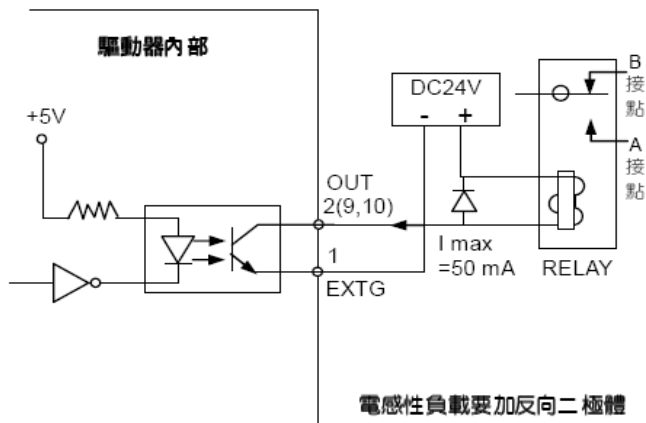 驅動器內部
+5V
DC24V
- +
B
接
點
A
接
點
OUT
2(9,10)
1
EXTG
I max
=50 mA
RELAY
電感性負載要加反向二極體